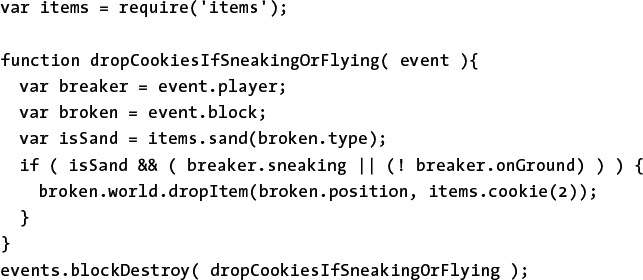 var items = require('items');

function dropCookiesIfSneakingOrFlying( event ){
  var breaker = event.player;
  var broken = event.block;
  var isSand = items.sand(broken.type);
  if ( isSand && ( breaker.sneaking || (! breaker.onGround) ) ) {
    broken.world.dropItem(broken.position, items.cookie(2));
  }
}
events.blockDestroy( dropCookiesIfSneakingOrFlying );